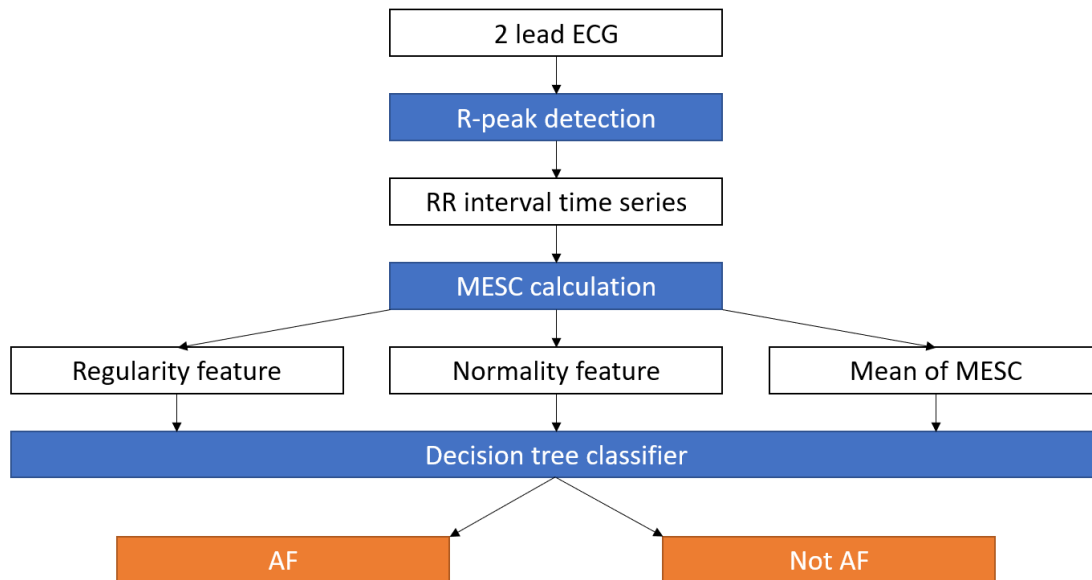 2 lead ECG
R-peak detection
RR interval time series
MESC calculation
Regularity feature
Normality feature
Mean of MESC
Decision tree classifier
AF
Not AF